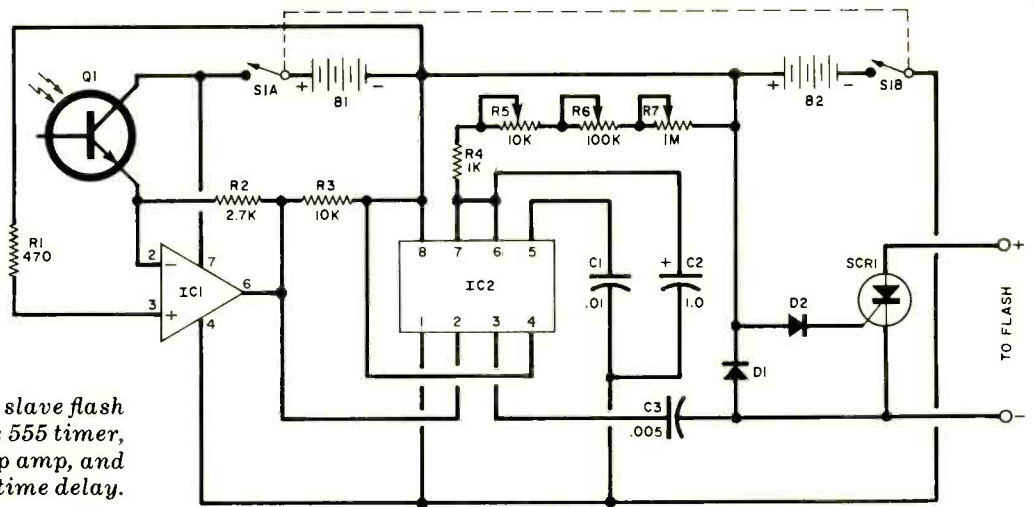 Q1
S1A
+
B1
-
+
B2
-
S1B
R5
10K
R6
100K
R7
1M
R4
1K
R2
2.7K
R3
10K
R1
470
2
-
7
3
+
IC1
6
4
8
7
6
5
IC2
1
2
3
4
C1
.01
+
C2
1.0
C3
.005
D1
D2
SCR1
+
TO FLASH
-
slave flash
555 timer,
amp, and
time delay.